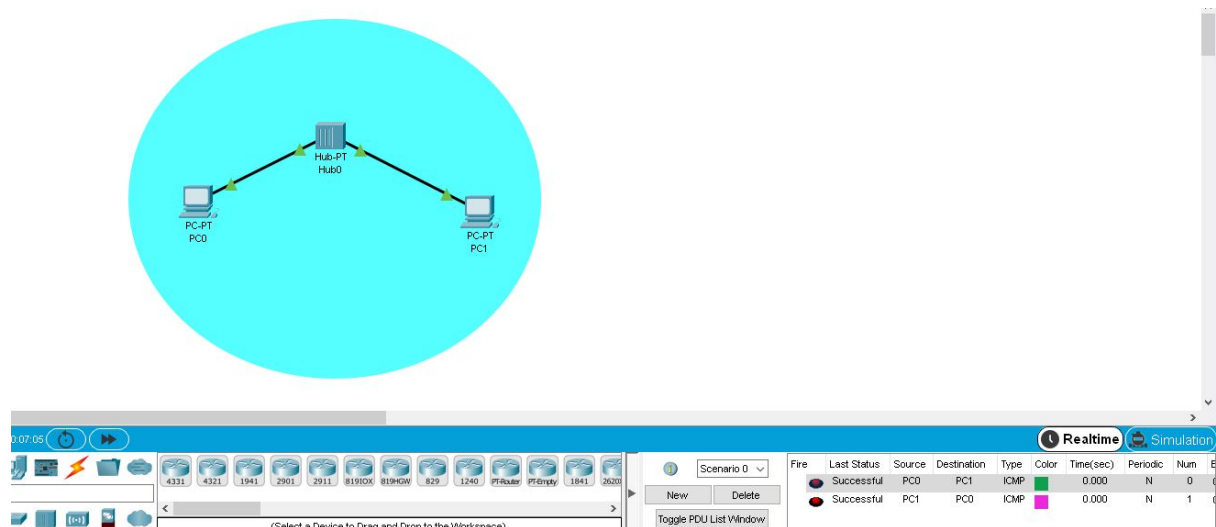 Hub-PT
Hub0
PC-PT
PC0
PC-PT
PC1
0:07:05
Realtime
Simulation
4331 4321 1941 2901 2911 819IOX 819HGW 829 1240 PT-Router PT-Empty 1841
(Select a Device to Drag and Drop to the Workspace)
Scenario 0
New Delete
Toggle PDU List Window
Fire Last Status Source Destination Type Color Time(sec) Periodic Num
Successful PC0 PC1 ICMP 0.000 N 0
Successful PC1 PC0 ICMP 0.000 N 1